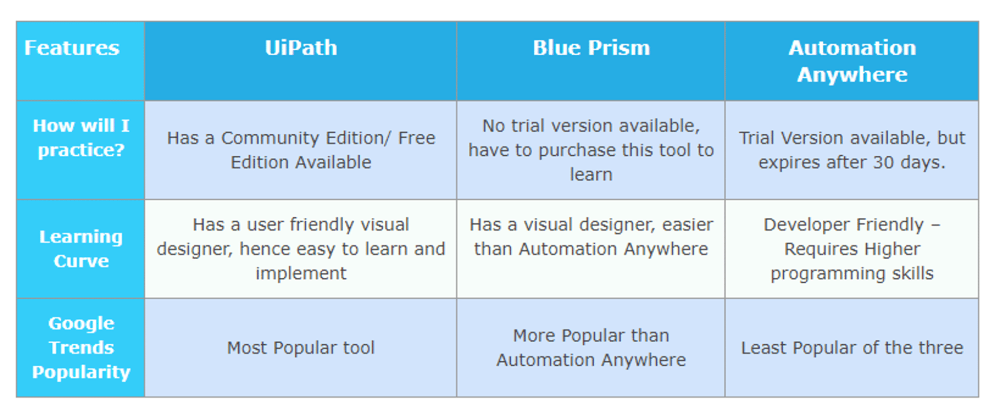 Features
UiPath
Blue Prism
Automation
Anywhere
How will I
practice?
Has a Community Edition/ Free
Edition Available
No trial version available,
have to purchase this tool to
learn
Trial Version available, but
expires after 30 days.
Learning
Curve
Has a user friendly visual
designer, hence easy to learn and
implement
Has a visual designer, easier
than Automation Anywhere
Developer Friendly –
Requires Higher
programming skills
Google
Trends
Popularity
Most Popular tool
More Popular than
Automation Anywhere
Least Popular of the three